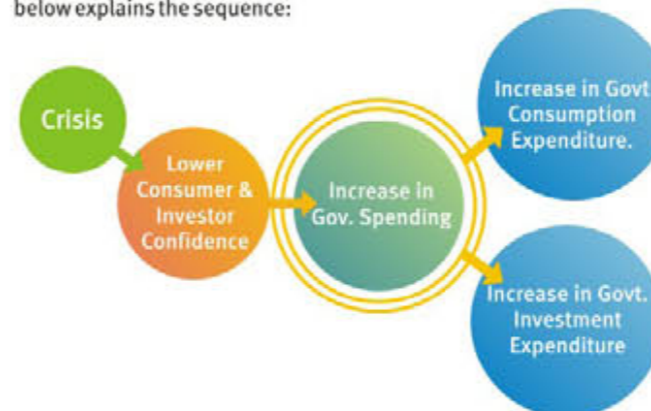 below explains the sequence:
Crisis
Lower
Consumer &
Investor
Confidence
Increase in
Gov. Spending
Increase in Govt
Consumption
Expenditure.
Increase in Govt.
Investment
Expenditure